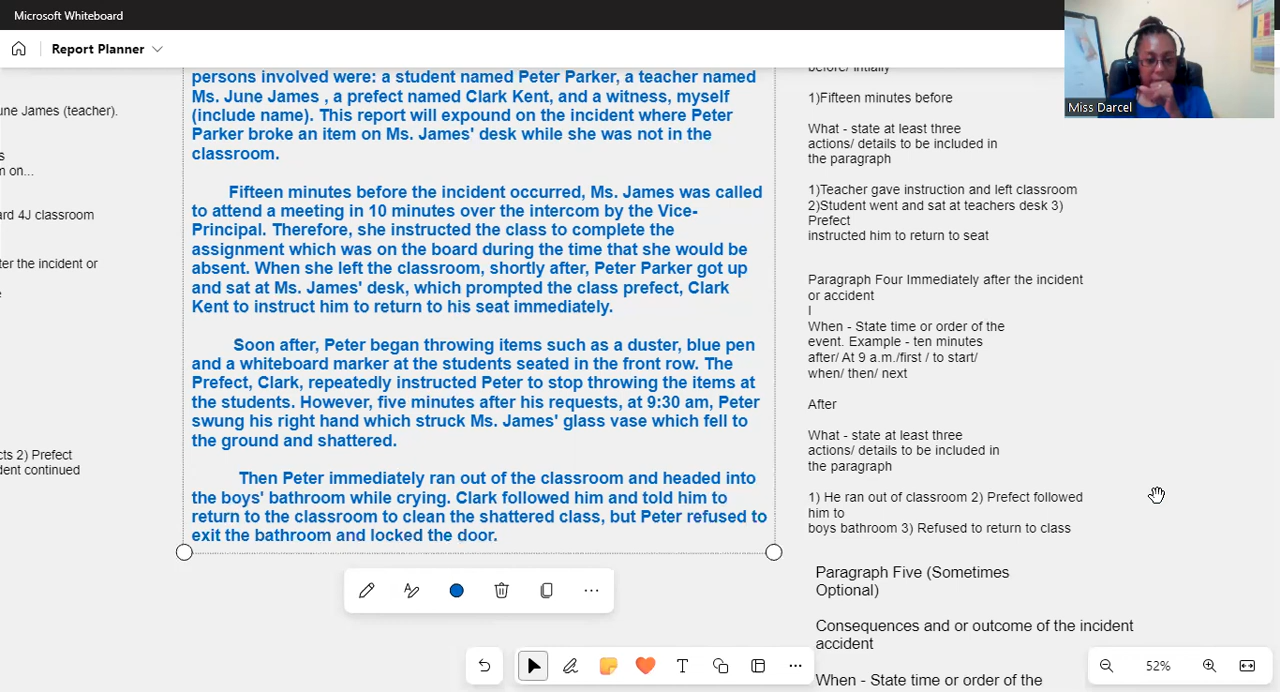 Microsoft Whiteboard
Report Planner
une James (teacher).
s
n on...
ard 4J classroom
ter the incident or
cts 2) Prefect
dent continued
persons involved were: a student named Peter Parker, a teacher named
Ms. June James , a prefect named Clark Kent, and a witness, myself
(include name). This report will expound on the incident where Peter
Parker broke an item on Ms. James' desk while she was not in the
classroom.
Fifteen minutes before the incident occurred, Ms. James was called
to attend a meeting in 10 minutes over the intercom by the Vice-
Principal. Therefore, she instructed the class to complete the
assignment which was on the board during the time that she would be
absent. When she left the classroom, shortly after, Peter Parker got up
and sat at Ms. James' desk, which prompted the class prefect, Clark
Kent to instruct him to return to his seat immediately.
Soon after, Peter began throwing items such as a duster, blue pen
and a whiteboard marker at the students seated in the front row. The
Prefect, Clark, repeatedly instructed Peter to stop throwing the items at
the students. However, five minutes after his requests, at 9:30 am, Peter
swung his right hand which struck Ms. James' glass vase which fell to
the ground and shattered.
Then Peter immediately ran out of the classroom and headed into
the boys' bathroom while crying. Clark followed him and told him to
return to the classroom to clean the shattered class, but Peter refused to
exit the bathroom and locked the door.
before/ initially
1)Fifteen minutes before
What - state at least three
actions/ details to be included in
the paragraph
1)Teacher gave instruction and left classroom
2)Student went and sat at teachers desk 3)
Prefect
instructed him to return to seat
Paragraph Four Immediately after the incident
or accident
I
When - State time or order of the
event. Example - ten minutes
after/ At 9 a.m./first / to start/
when/ then/ next
After
What - state at least three
actions/ details to be included in
the paragraph
1) He ran out of classroom 2) Prefect followed
him to
boys bathroom 3) Refused to return to class
Paragraph Five (Sometimes
Optional)
Consequences and or outcome of the incident
accident
When - State time or order of the
Miss Darcel
52%